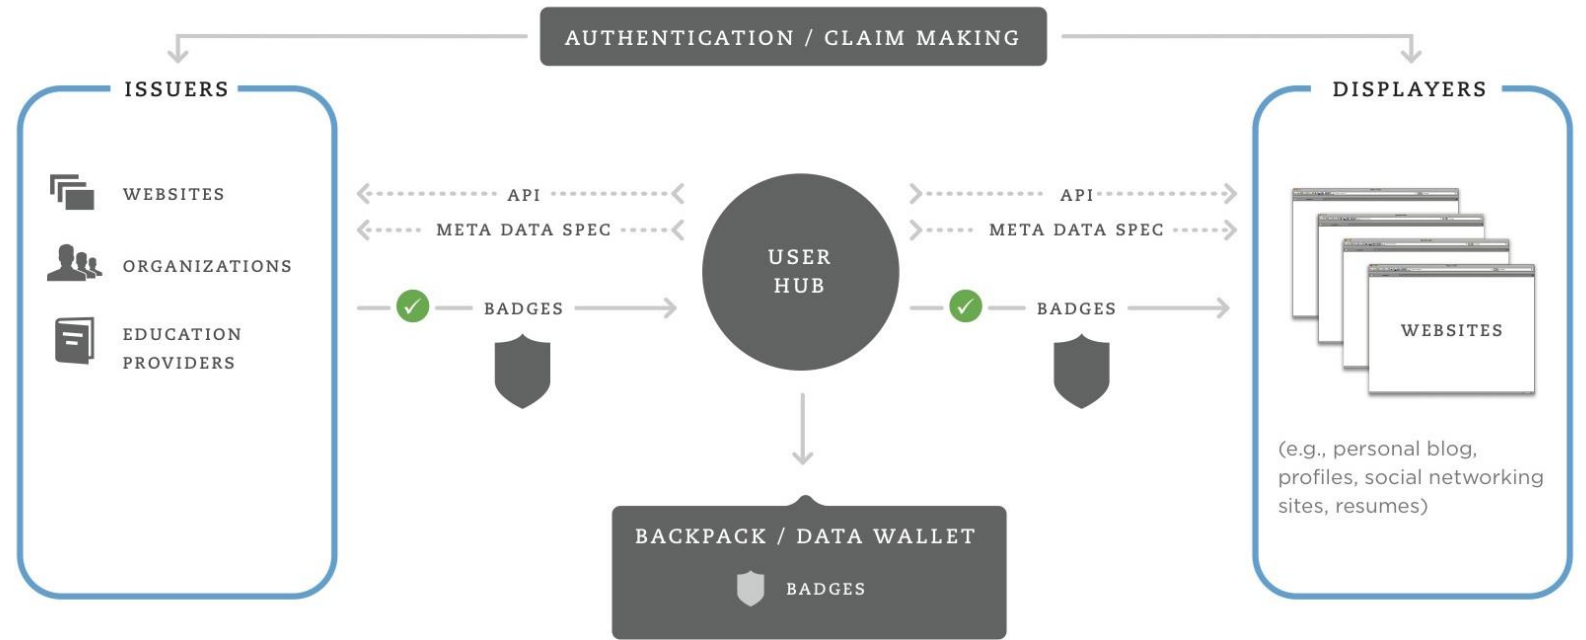 AUTHENTICATION / CLAIM MAKING
ISSUERS
WEBSITES
ORGANIZATIONS
EDUCATION
PROVIDERS
API
META DATA SPEC
BADGES
USER
HUB
API
META DATA SPEC
BADGES
DISPLAYERS
WEBSITES
(e.g., personal blog,
profiles, social networking
sites, resumes)
BACKPACK / DATA WALLET
BADGES